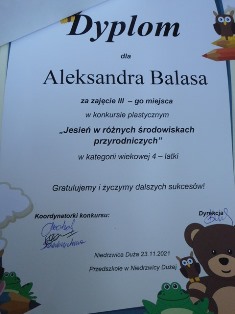 Dyplom
dla
Aleksandra Balasa
za zajęcie III – go miejsca
w konkursie plastycznym
„Jesień w różnych środowiskach
przyrodniczych”
w kategorii wiekowej 4 – latki
Gratulujemy i życzymy dalszych sukcesów!
Koordynatorki konkursu:
Dyrekcja
Niedrzwica Duża 23.11.2021
Przedszkole w Niedrzwicy Dużej